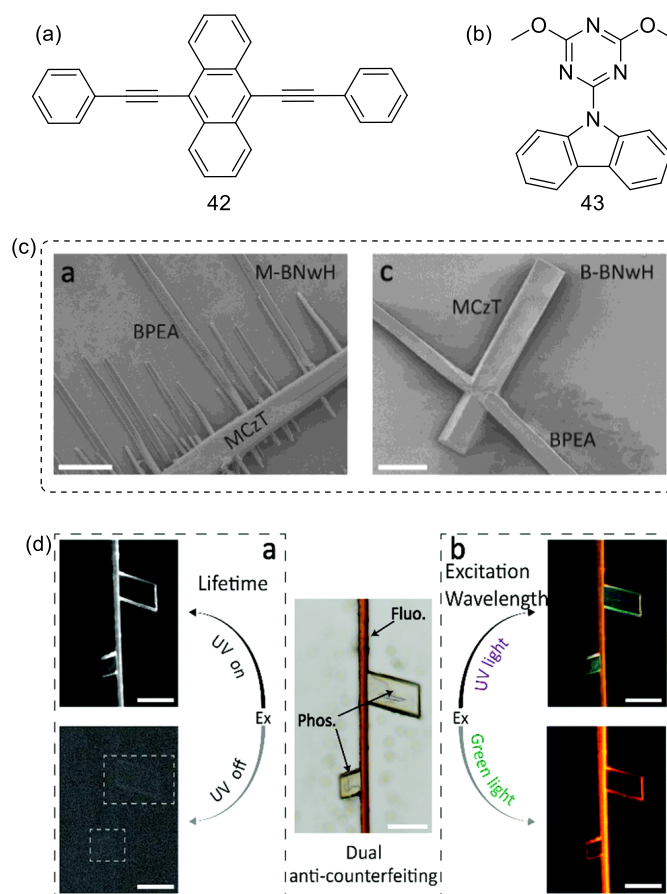 (a)
42
(b)
O
N
N
O
N
N
43
(c)
a
M-BNwH
BPEA
MCzT
c
B-BNwH
MCzT
BPEA
(d)
a
Lifetime
UV on
Ex
UV off
Fluo.
Phos.
Dual
anti-counterfeiting
b
Excitation
Wavelength
UV light
Ex
Green light